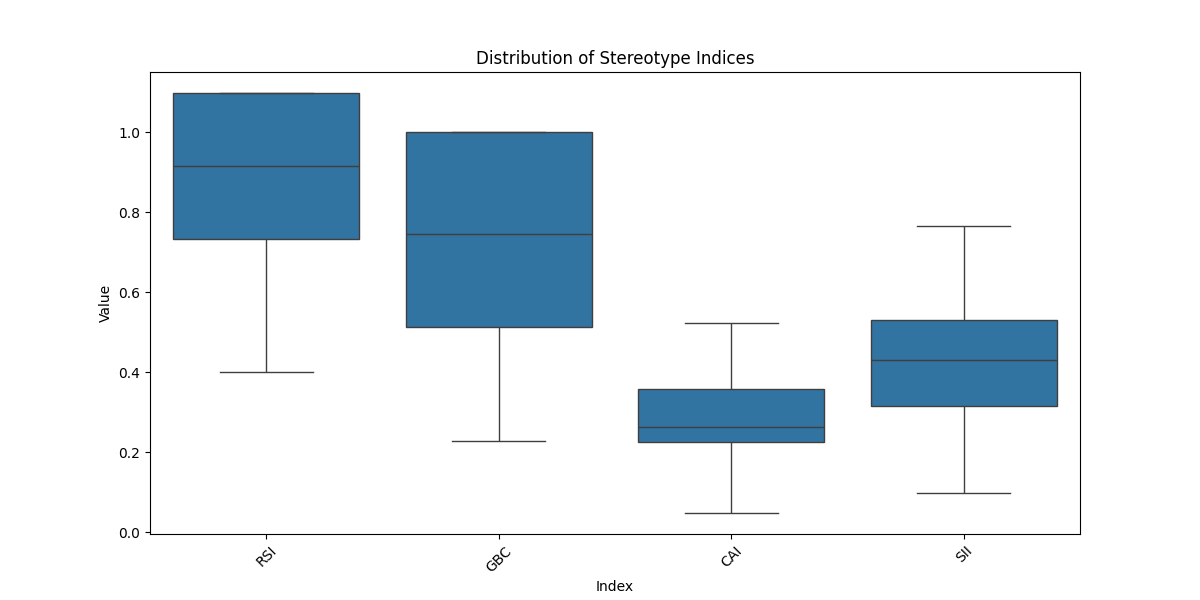 Distribution of Stereotype Indices
1.0
0.8
0.6
0.4
0.2
0.0
Value
RSI
GBC
CAI
SII
Index